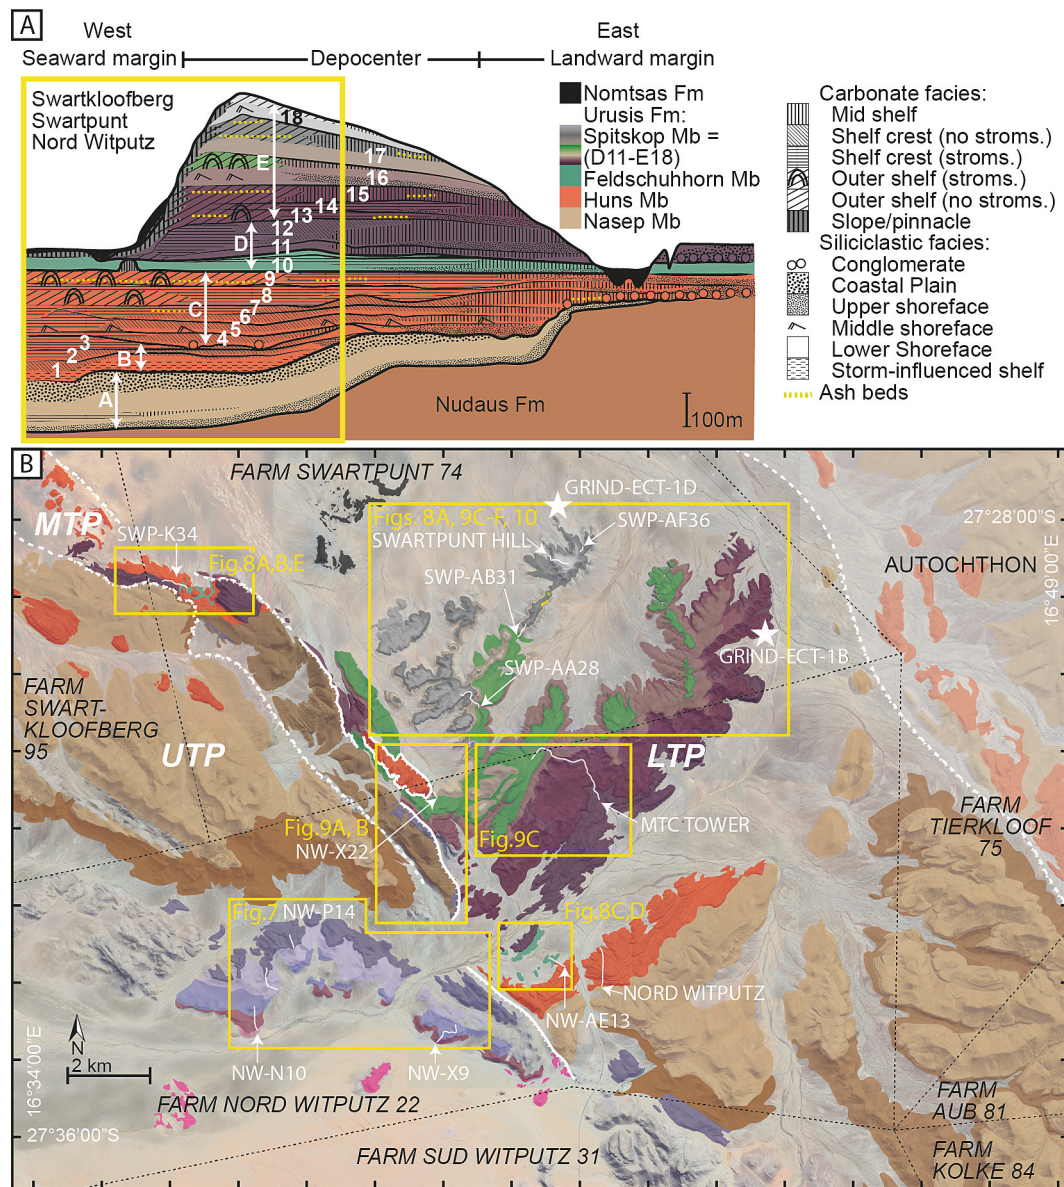 A
West
East
Seaward margin
Depocenter
Landward margin
Swartkloofberg
Swartpunt
Nord Witputz
18
E
17
16
15
14
13
12
D
11
10
9
8
C
7
6
5
4
3
2
B
1
A
Nudaus Fm
100m
Nomtsas Fm
Urusis Fm:
Spitskop Mb =
(D11-E18)
Feldschuhhorn Mb
Huns Mb
Nasep Mb
Carbonate facies:
Mid shelf
Shelf crest (no stroms.)
Shelf crest (stroms.)
Outer shelf (stroms.)
Outer shelf (no stroms.)
Slope/pinnacle
Siliciclastic facies:
Conglomerate
Coastal Plain
Upper shoreface
Middle shoreface
Lower Shoreface
Storm-influenced shelf
Ash beds
B
FARM SWARTPUNT 74
GRIND-ECT-1D
MTP
Figs. 8A, 9C-F, 10
SWP-AF36
27°28'00"S
SWP-K34
SWARTPUNT HILL
Fig.8A,B,E
SWP-AB31
AUTOCHTHON
16°49'00"E
GRIND-ECT-1B
SWP-AA28
FARM
SWART-
KLOOFBERG
95
UTP
LTP
FARM
TIERKLOOF
75
Fig.9A, B
NW-X22
Fig.9C
MTC TOWER
Fig.7
NW-P14
Fig.8C,D
NORD WITPUTZ
NW-AE13
N
2 km
16°34'00"E
NW-N10
NW-X9
FARM NORD WITPUTZ 22
FARM
AUB 81
27°36'00"S
FARM SUD WITPUTZ 31
FARM
KOLKE 84